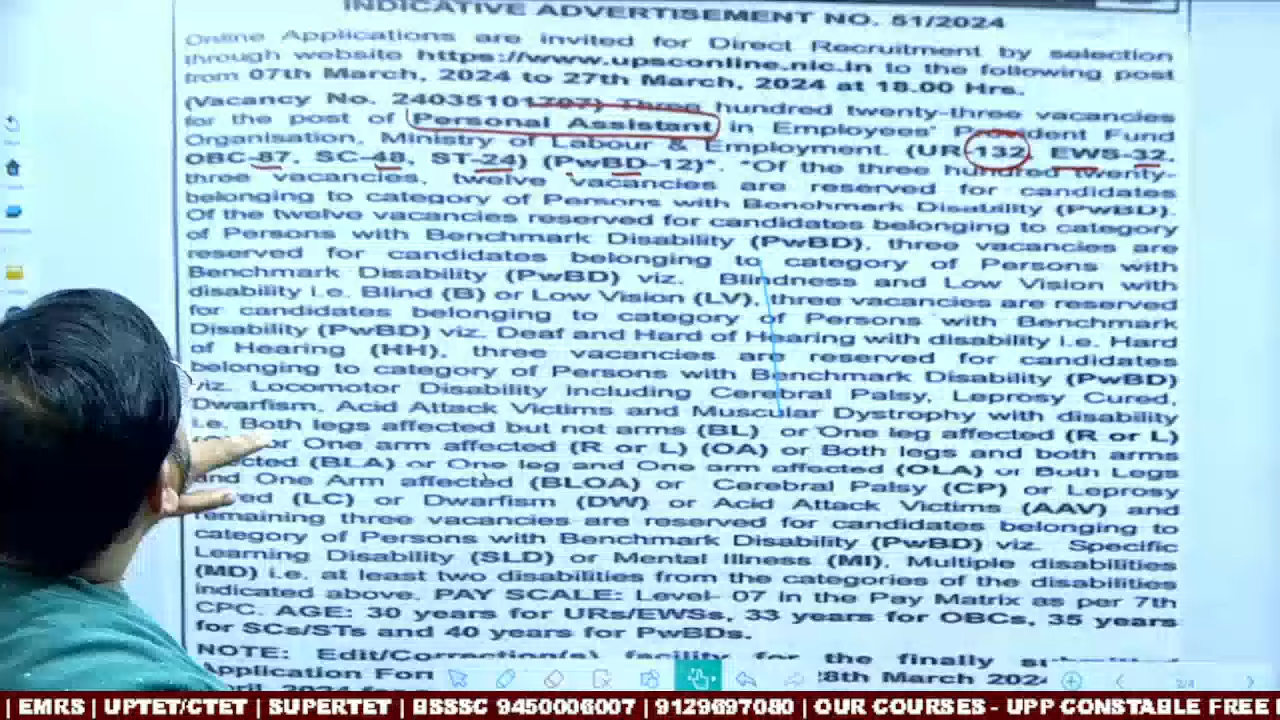 INDICATIVE ADVERTISEMENT NO. 51/2024
Online Applications are invited for Direct Recruitment by selection
through website https://www.upsconline.nic.in to the following post
from 07th March, 2024 to 27th March, 2024 at 18.00 Hrs.
(Vacancy No. 24035101707) Three hundred twenty-three vacancies
for the post of Personal Assistant in Employees' Provident Fund
Organisation, Ministry of Labour & Employment. (UR-132, EWS-32,
OBC-87, SC-48, ST-24) (PwBD-12)*. *Of the three hundred twenty-
three vacancies, twelve vacancies are reserved for candidates
belonging to category of Persons with Benchmark Disability (PwBD).
Of the twelve vacancies reserved for candidates belonging to category
of Persons with Benchmark Disability (PwBD), three vacancies are
reserved for candidates belonging to category of Persons with
Benchmark Disability (PwBD) viz. Blindness and Low Vision with
disability i.e. Blind (B) or Low Vision (LV), three vacancies are reserved
for candidates belonging to category of Persons with Benchmark
Disability (PwBD) viz. Deaf and Hard of Hearing with disability i.e. Hard
of Hearing (HH), three vacancies are reserved for candidates
belonging to category of Persons with Benchmark Disability (PwBD)
viz. Locomotor Disability including Cerebral Palsy, Leprosy Cured,
Dwarfism, Acid Attack Victims and Muscular Dystrophy with disability
i.e. Both legs affected but not arms (BL) or One leg affected (R or L)
or One arm affected (R or L) (OA) or Both legs and both arms
(BLA) or One leg and One arm affected (OLA) or Both Legs
and One Arm affected (BLOA) or Cerebral Palsy (CP) or Leprosy
(LC) or Dwarfism (DW) or Acid Attack Victims (AAV) and
remaining three vacancies are reserved for candidates belonging to
category of Persons with Benchmark Disability (PwBD) viz. Specific
Learning Disability (SLD) or Mental Illness (MI), Multiple disabilities
(MD) i.e. at least two disabilities from the categories of the disabilities
indicated above. PAY SCALE: Level- 07 in the Pay Matrix as per 7th
CPC. AGE: 30 years for URs/EWSs, 33 years for OBCs, 35 years
for SCs/STs and 40 years for PwBDs.
NOTE: Edit/Correction(s) facility for the finally
Application Form 28th March 2024
2/4
| EMRS | UPTET/CTET | SUPERTET | BSSSC 9450006007 | 9129697080 | OUR COURSES - UPP CONSTABLE FREE